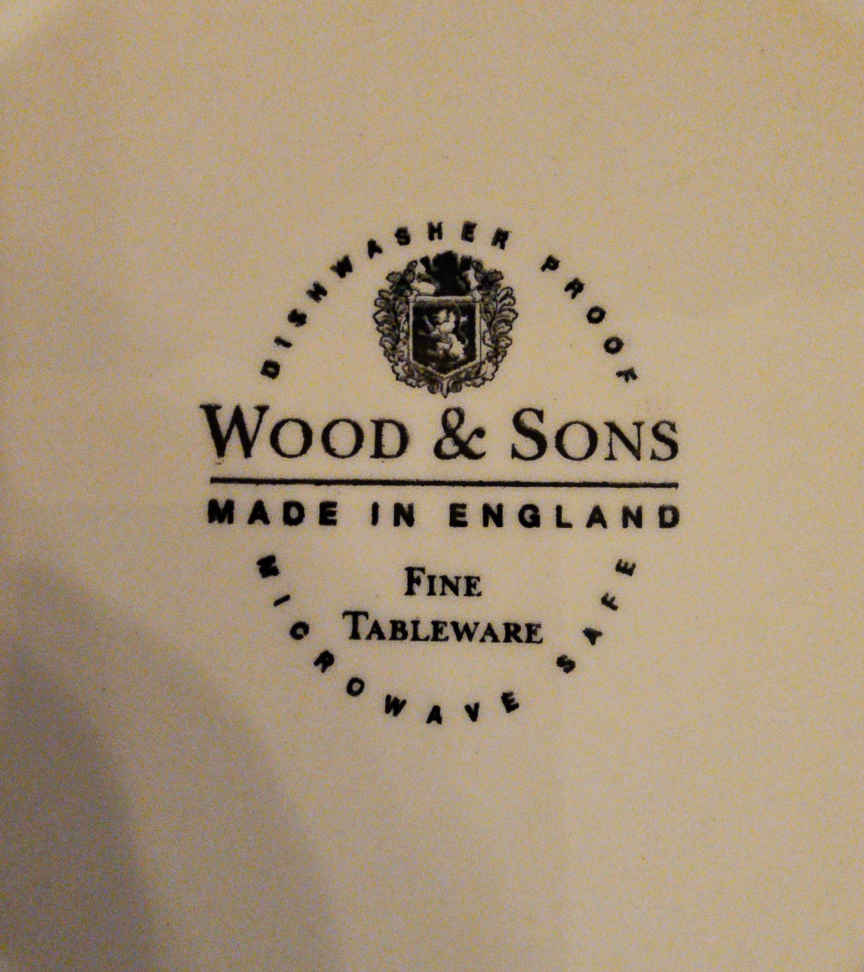 DISHWASHER PROOF
WOOD & SONS
MADE IN ENGLAND
FINE
TABLEWARE
MICROWAVE SAFE